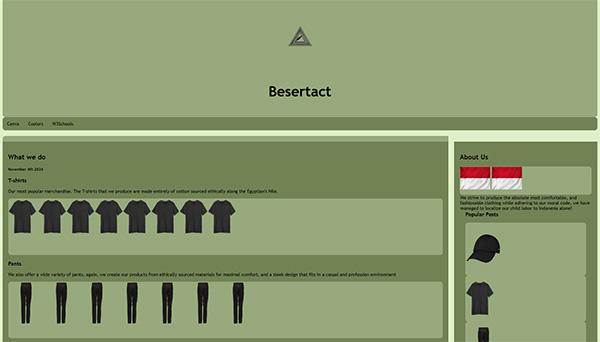 Besertact
Canva Coolors W3Schools
What we do
November 4th 2024
T-shirts
Our most popular merchandise. The T-shirts that we produce are made entirely of cotton sourced ethically along the Egyptian's Nile.
Pants
We also offer a wide variety of pants, again, we create our products from ethically sourced materials for maximal comfort, and a sleek design that fits in a casual and profession environment
About Us
We strive to produce the absolute most comfortable, and
fashionable clothing while adhering to our moral code, we have
managed to localize our child labor to Indonesia alone!
Popular Posts